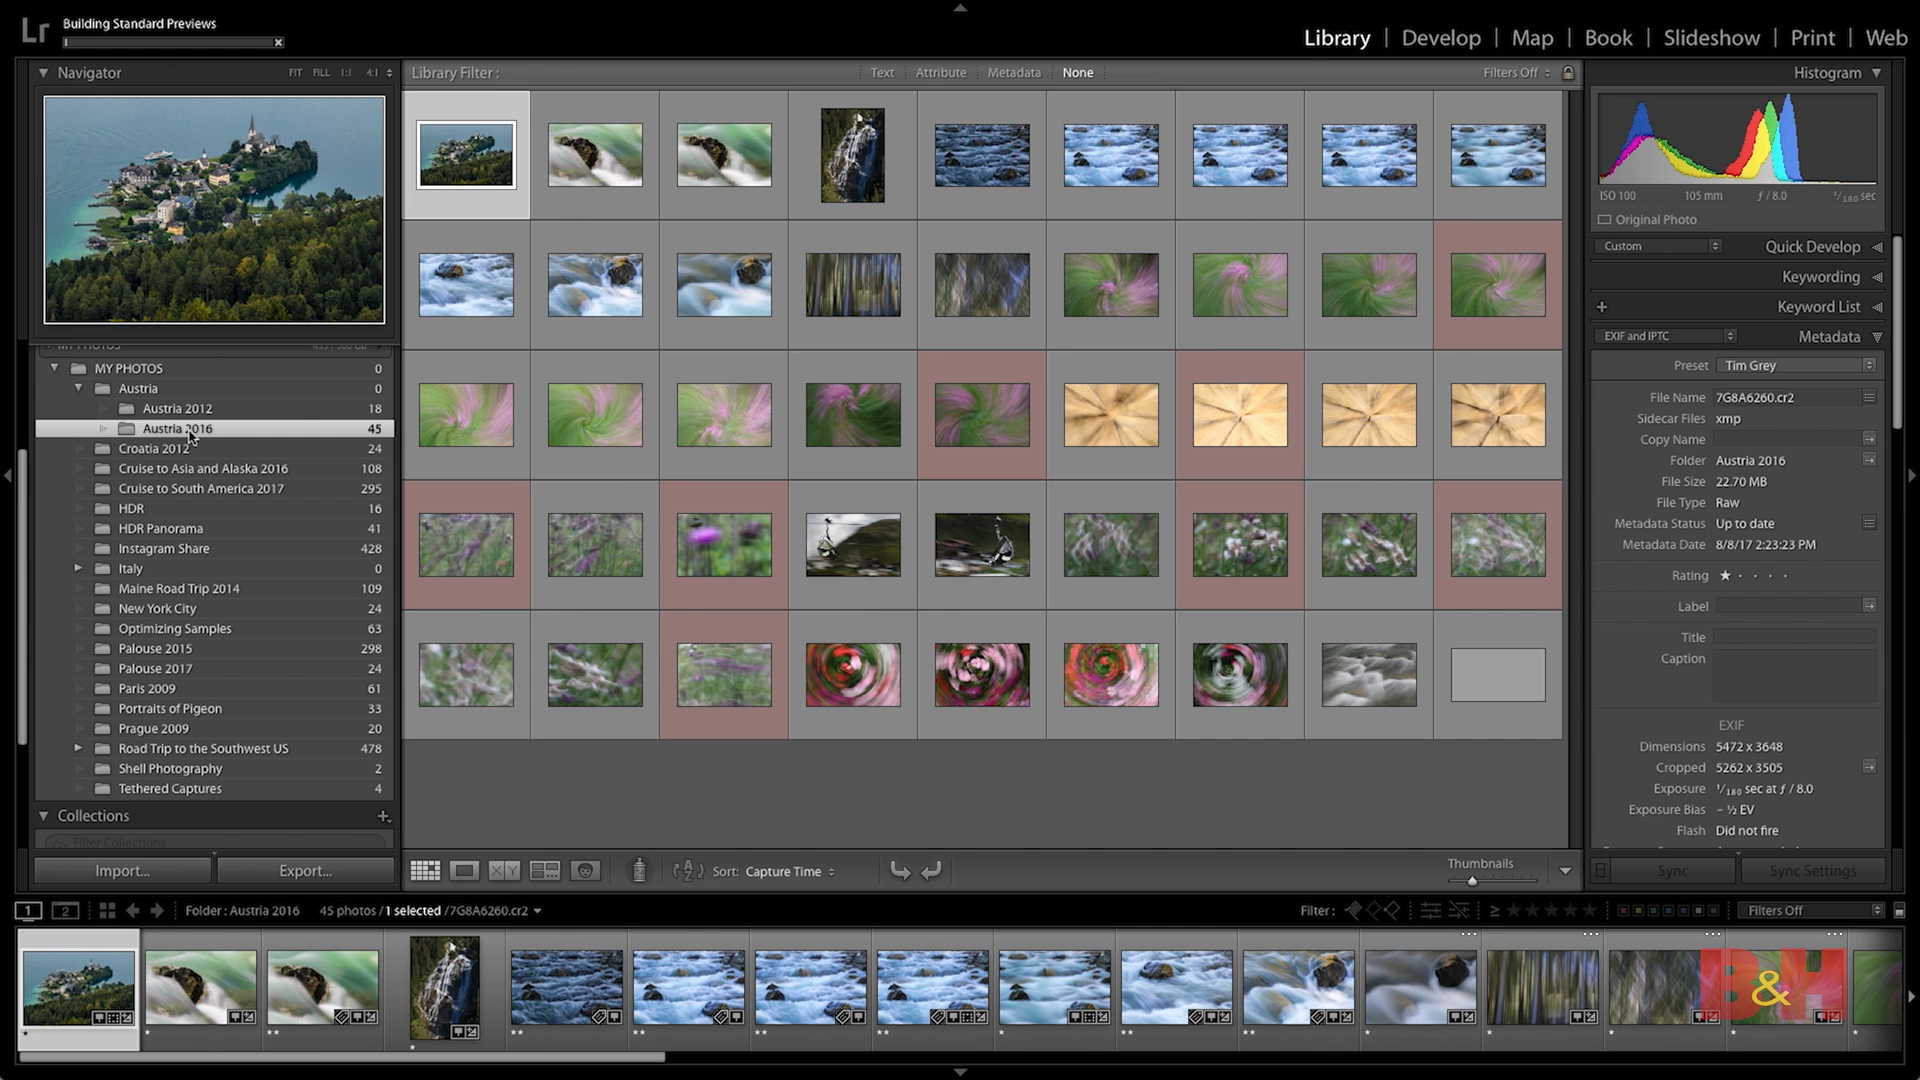 Lr
Building Standard Previews
Library | Develop | Map | Book | Slideshow | Print | Web
Navigator
FIT FILL 1:1 4:1
Library Filter :
Text Attribute Metadata None
Filters Off
Histogram
ISO 100 105 mm ƒ / 8.0 1/180 sec
Original Photo
Custom
Quick Develop
Keywording
Keyword List
EXIF and IPTC
Metadata
Preset Tim Grey
File Name 7G8A6260.cr2
Sidecar Files xmp
Copy Name
Folder Austria 2016
File Size 22.70 MB
File Type Raw
Metadata Status Up to date
Metadata Date 8/8/17 2:23:23 PM
Rating
Label
Title
Caption
EXIF
Dimensions 5472 x 3648
Cropped 5262 x 3505
Exposure 1/180 sec at ƒ / 8.0
Exposure Bias – ½ EV
Flash Did not fire
MY PHOTOS
MY PHOTOS 0
Austria 0
Austria 2012 18
Austria 2016 45
Croatia 2012 24
Cruise to Asia and Alaska 2016 108
Cruise to South America 2017 295
HDR 16
HDR Panorama 41
Instagram Share 428
Italy 0
Maine Road Trip 2014 109
New York City 24
Optimizing Samples 63
Palouse 2015 298
Palouse 2017 24
Paris 2009 61
Portraits of Pigeon 33
Prague 2009 20
Road Trip to the Southwest US 478
Shell Photography 2
Tethered Captures 4
Collections
Filter Collections
Import... Export...
Sort: Capture Time
Thumbnails
Sync Sync Settings
1 2
Folder : Austria 2016 45 photos / 1 selected / 7G8A6260.cr2
Filter :
Filters Off
B&H